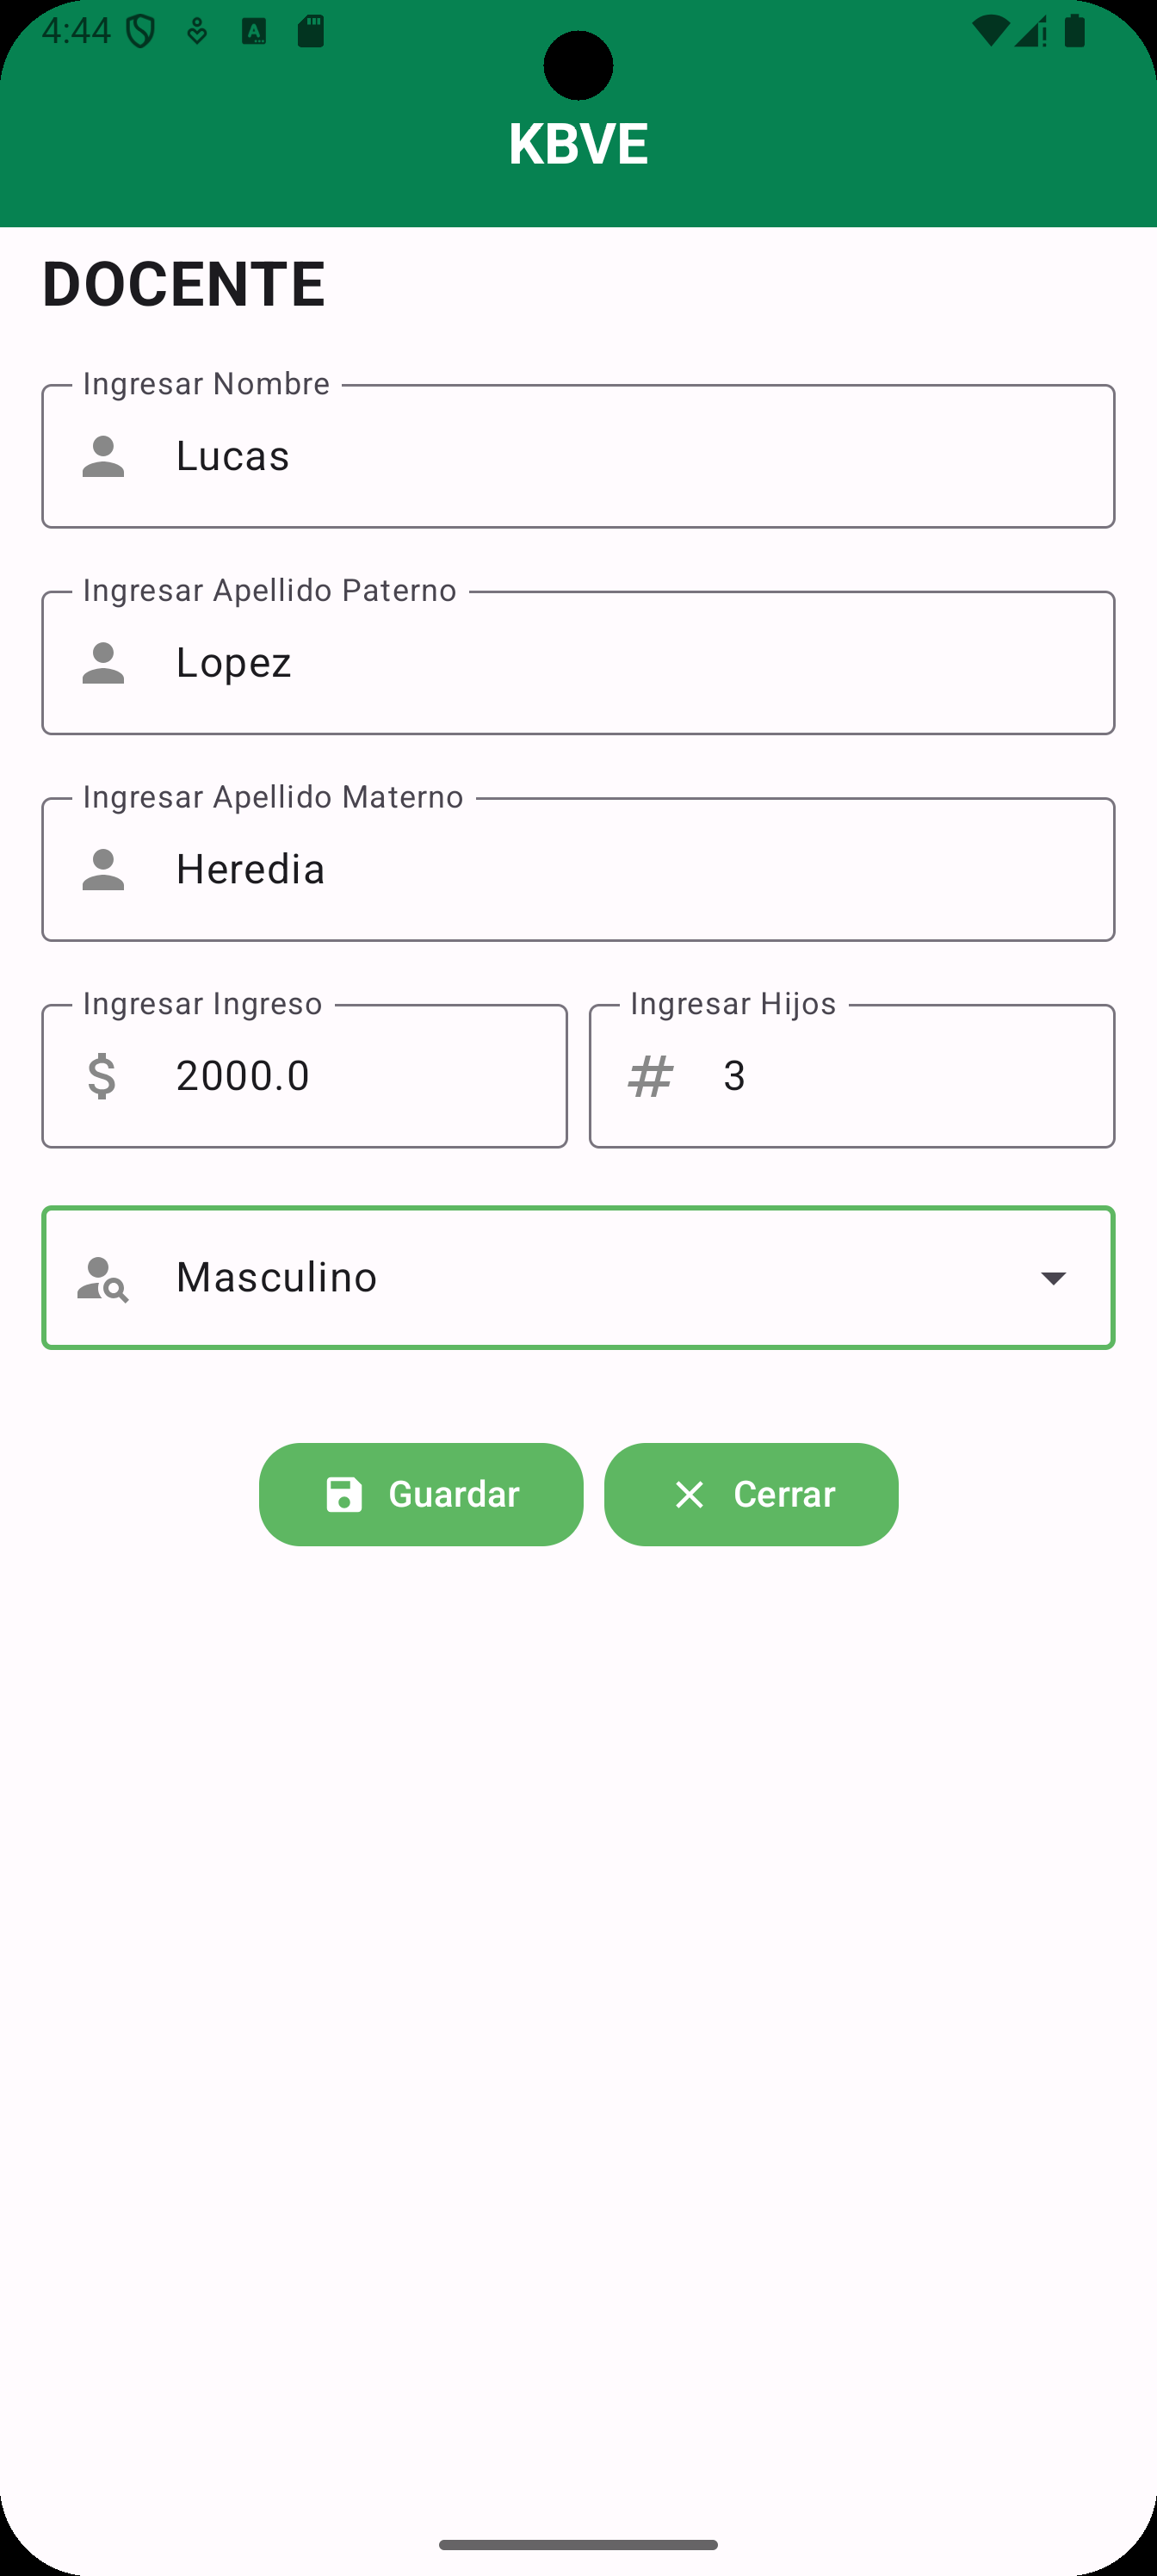 4:44
KBVE
DOCENTE
Ingresar Nombre
Lucas
Ingresar Apellido Paterno
Lopez
Ingresar Apellido Materno
Heredia
Ingresar Ingreso Ingresar Hijos
$ 2000.0 # 3
Masculino
Guardar Cerrar